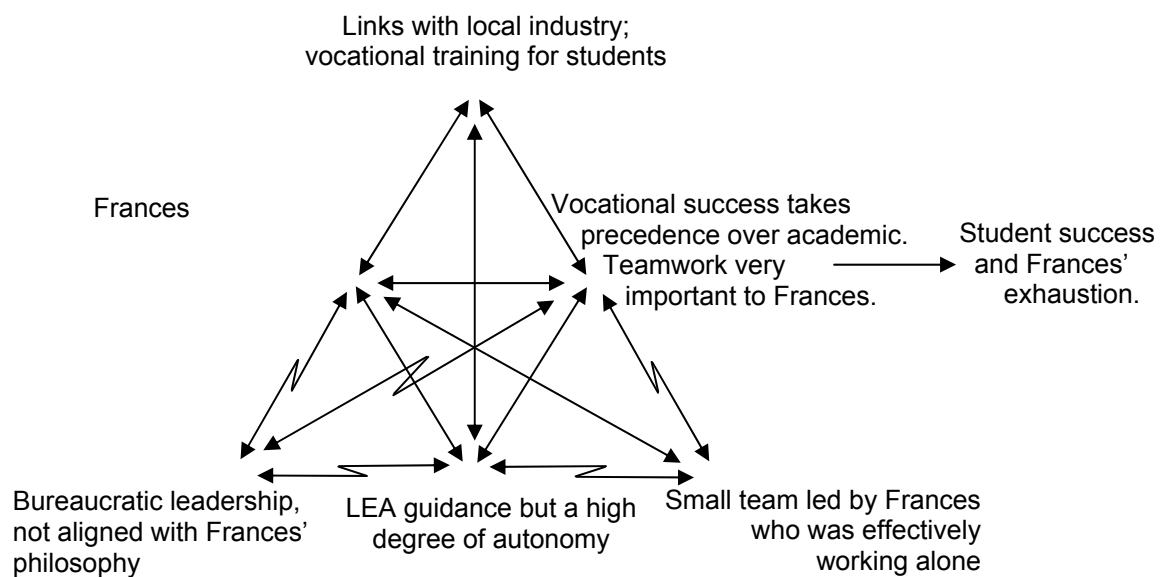 Links with local industry;
vocational training for students
Frances
Vocational success takes
precedence over academic.
Teamwork very
important to Frances.
Student success
and Frances’
exhaustion.
Bureaucratic leadership,
not aligned with Frances’
philosophy
LEA guidance but a high
degree of autonomy
Small team led by Frances
who was effectively
working alone